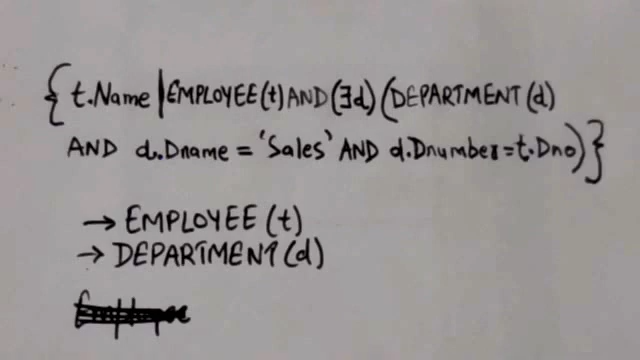 {t.Name | EMPLOYEE(t) AND (∃d) (DEPARTMENT(d)
AND d.Dname = 'Sales' AND d.Dnumber = t.Dno)}
→ EMPLOYEE(t)
→ DEPARTMENT(d)